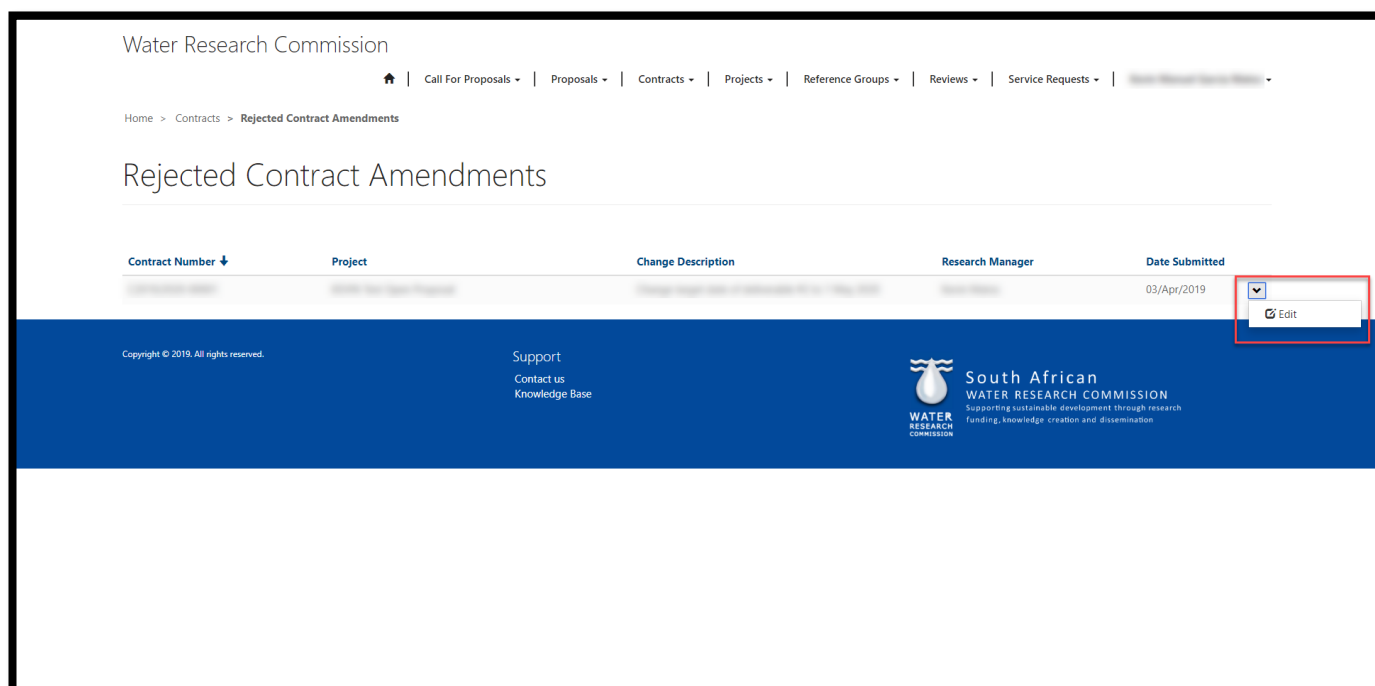 Water Research Commission
Call For Proposals Proposals Contracts Projects Reference Groups Reviews Service Requests
Home > Contracts > Rejected Contract Amendments
Rejected Contract Amendments
Contract Number Project Change Description Research Manager Date Submitted
03/Apr/2019
Edit
Copyright © 2019. All rights reserved.
Support
Contact us
Knowledge Base
WATER
RESEARCH
COMMISSION
South African
WATER RESEARCH COMMISSION
Supporting sustainable development through research
funding, knowledge creation and dissemination